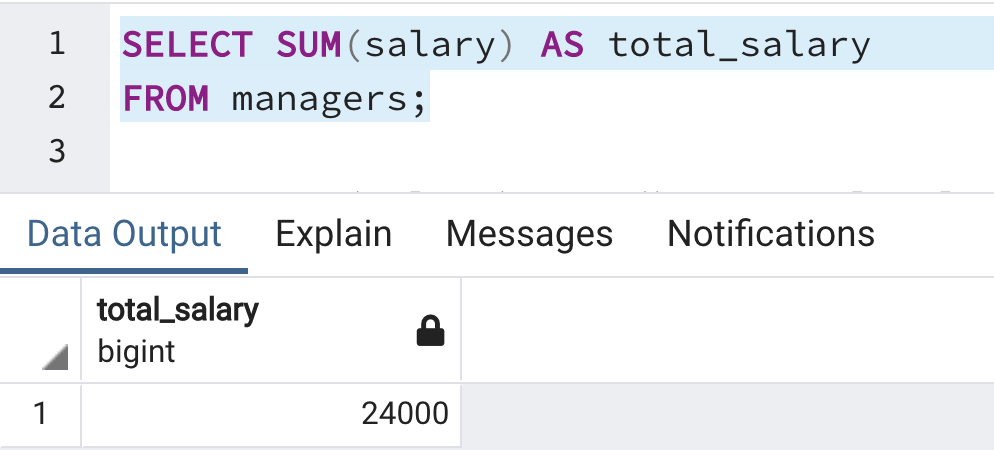 1 SELECT SUM(salary) AS total_salary
2 FROM managers;
3
Data Output Explain Messages Notifications
total_salary
bigint
1 24000